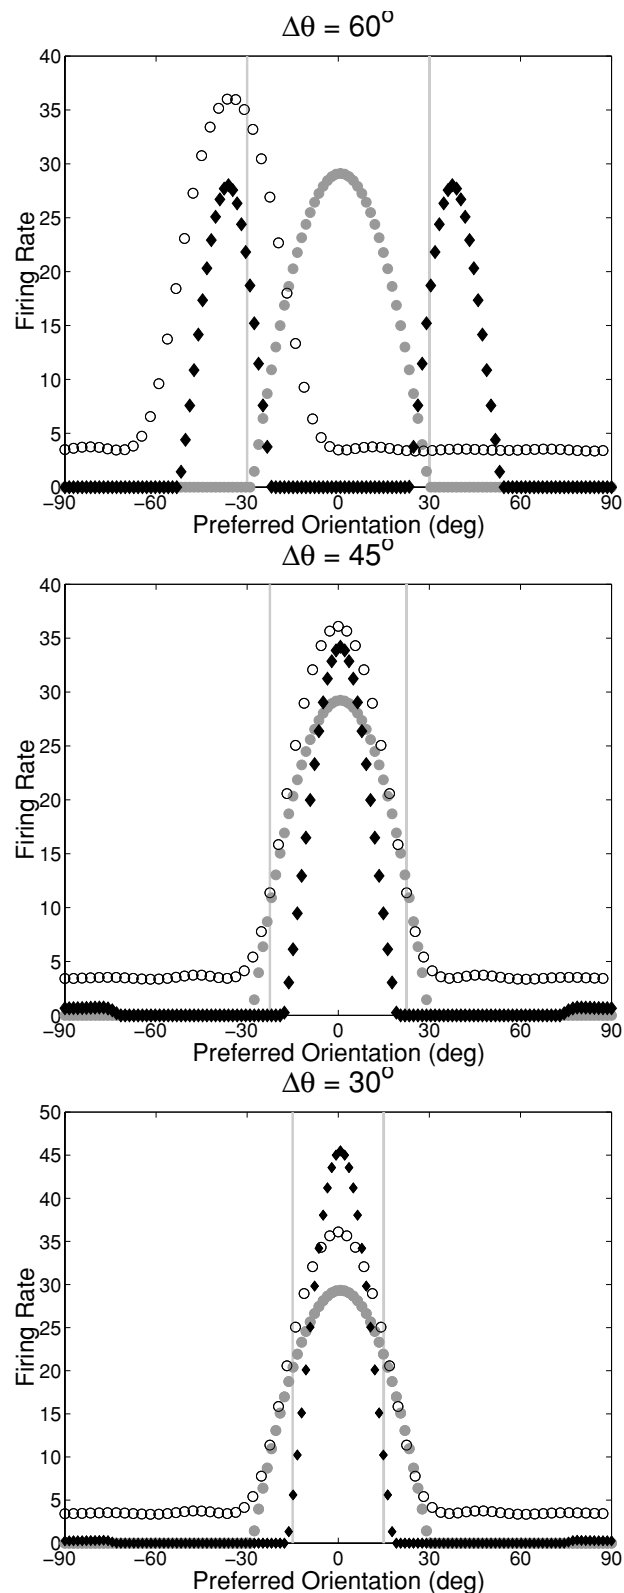 Δθ = 60°
40
35
30
25
20
15
10
5
0
Firing Rate
−90 −60 −30 0 30 60 90
Preferred Orientation (deg)
Δθ = 45°
40
35
30
25
20
15
10
5
0
Firing Rate
−90 −60 −30 0 30 60 90
Preferred Orientation (deg)
Δθ = 30°
50
45
40
35
30
25
20
15
10
5
0
Firing Rate
−90 −60 −30 0 30 60 90
Preferred Orientation (deg)